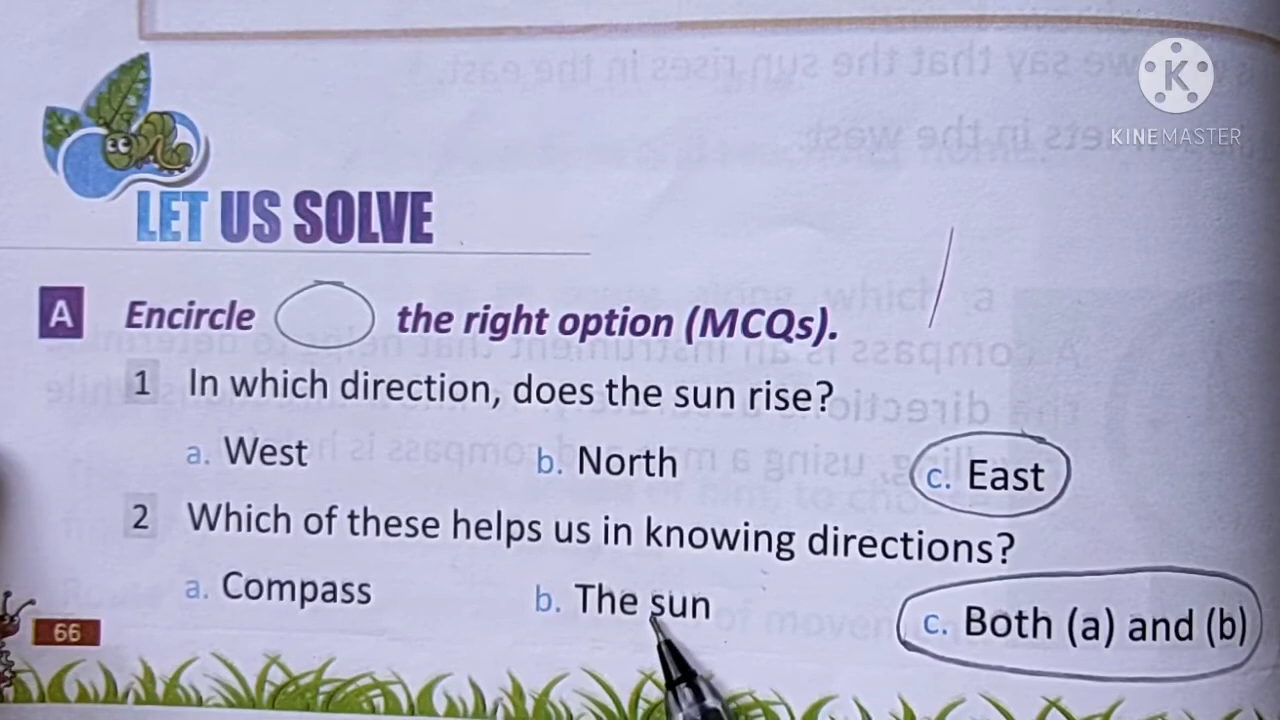 KINEMASTER
LET US SOLVE
A Encircle the right option (MCQs).
1 In which direction, does the sun rise?
a. West b. North c. East
2 Which of these helps us in knowing directions?
a. Compass b. The sun c. Both (a) and (b)
66